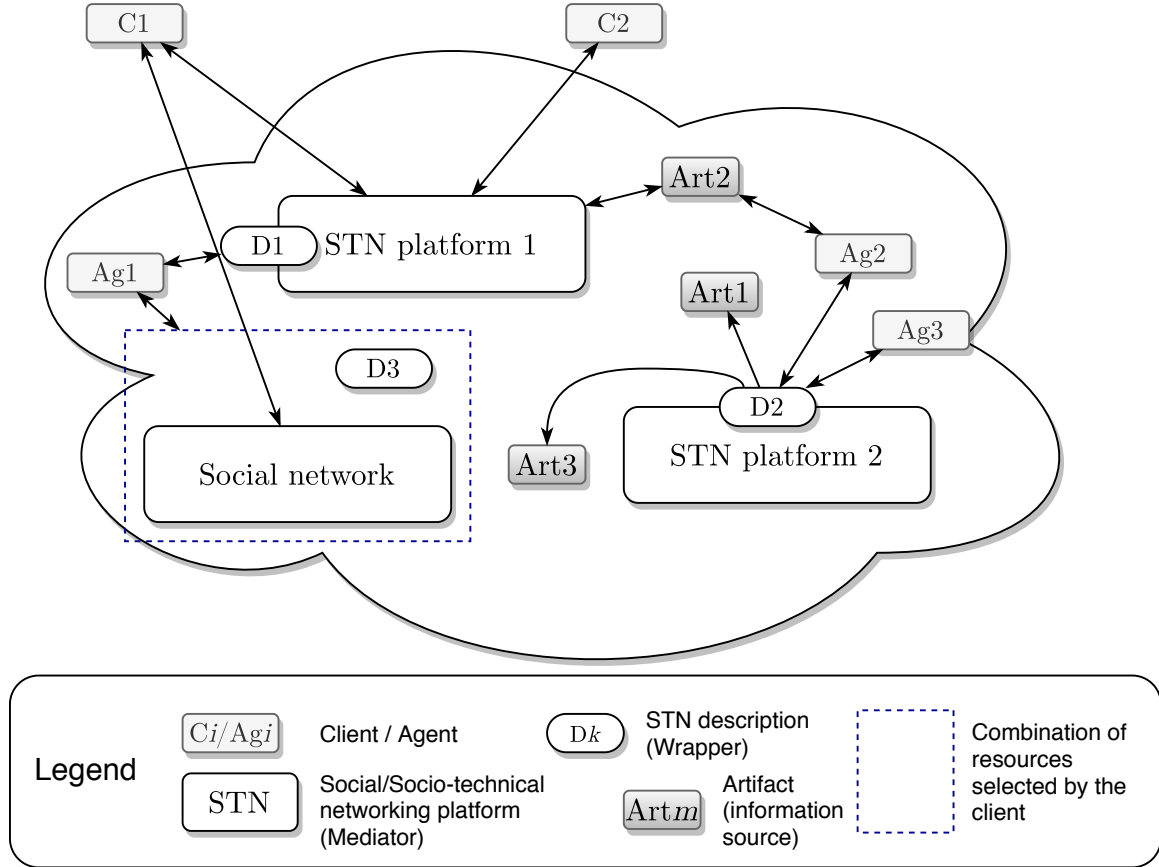 C1
C2
Art2
D1
STN platform 1
Ag2
Ag1
Art1
Ag3
D3
D2
STN platform 2
Art3
Social network
Legend
Ci/Agi
Client / Agent
Dk
STN description
(Wrapper)
Combination of
resources
selected by the
client
STN
Social/Socio-technical
networking platform
(Mediator)
Artm
Artifact
(information
source)